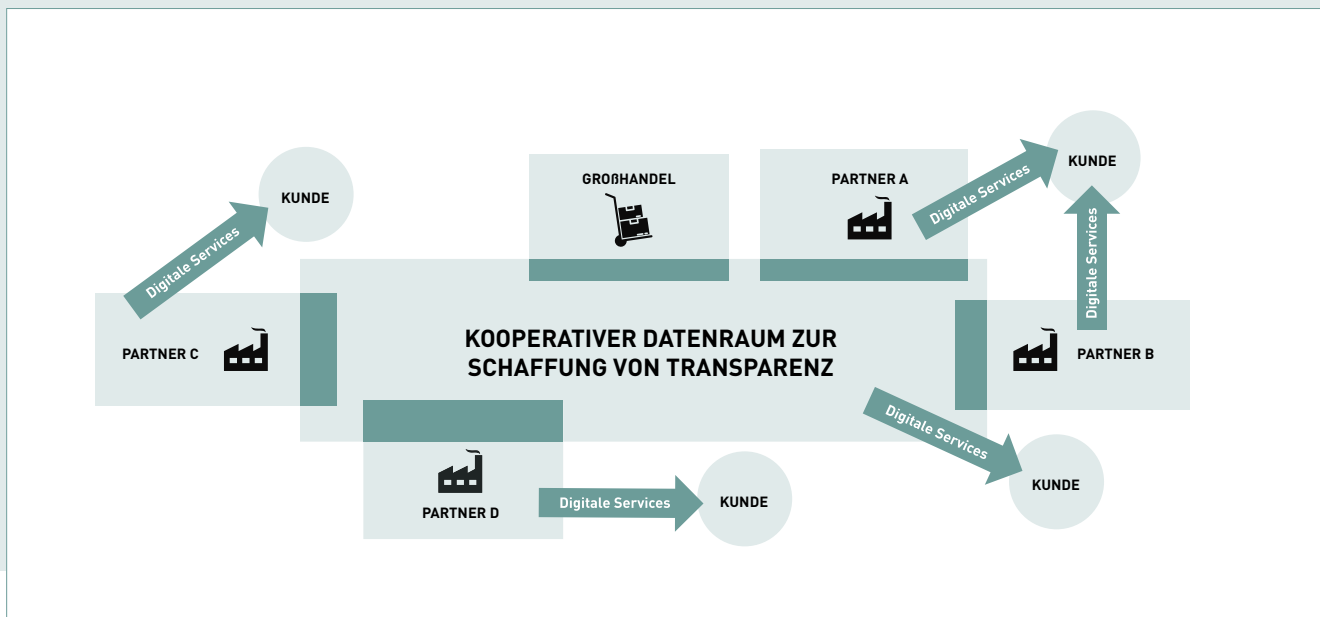 GROßHANDEL
PARTNER A
KUNDE
Digitale Services
Digitale Services
KUNDE
Digitale Services
KOOPERATIVER DATENRAUM ZUR
SCHAFFUNG VON TRANSPARENZ
PARTNER C
PARTNER B
Digitale Services
KUNDE
PARTNER D
Digitale Services
KUNDE